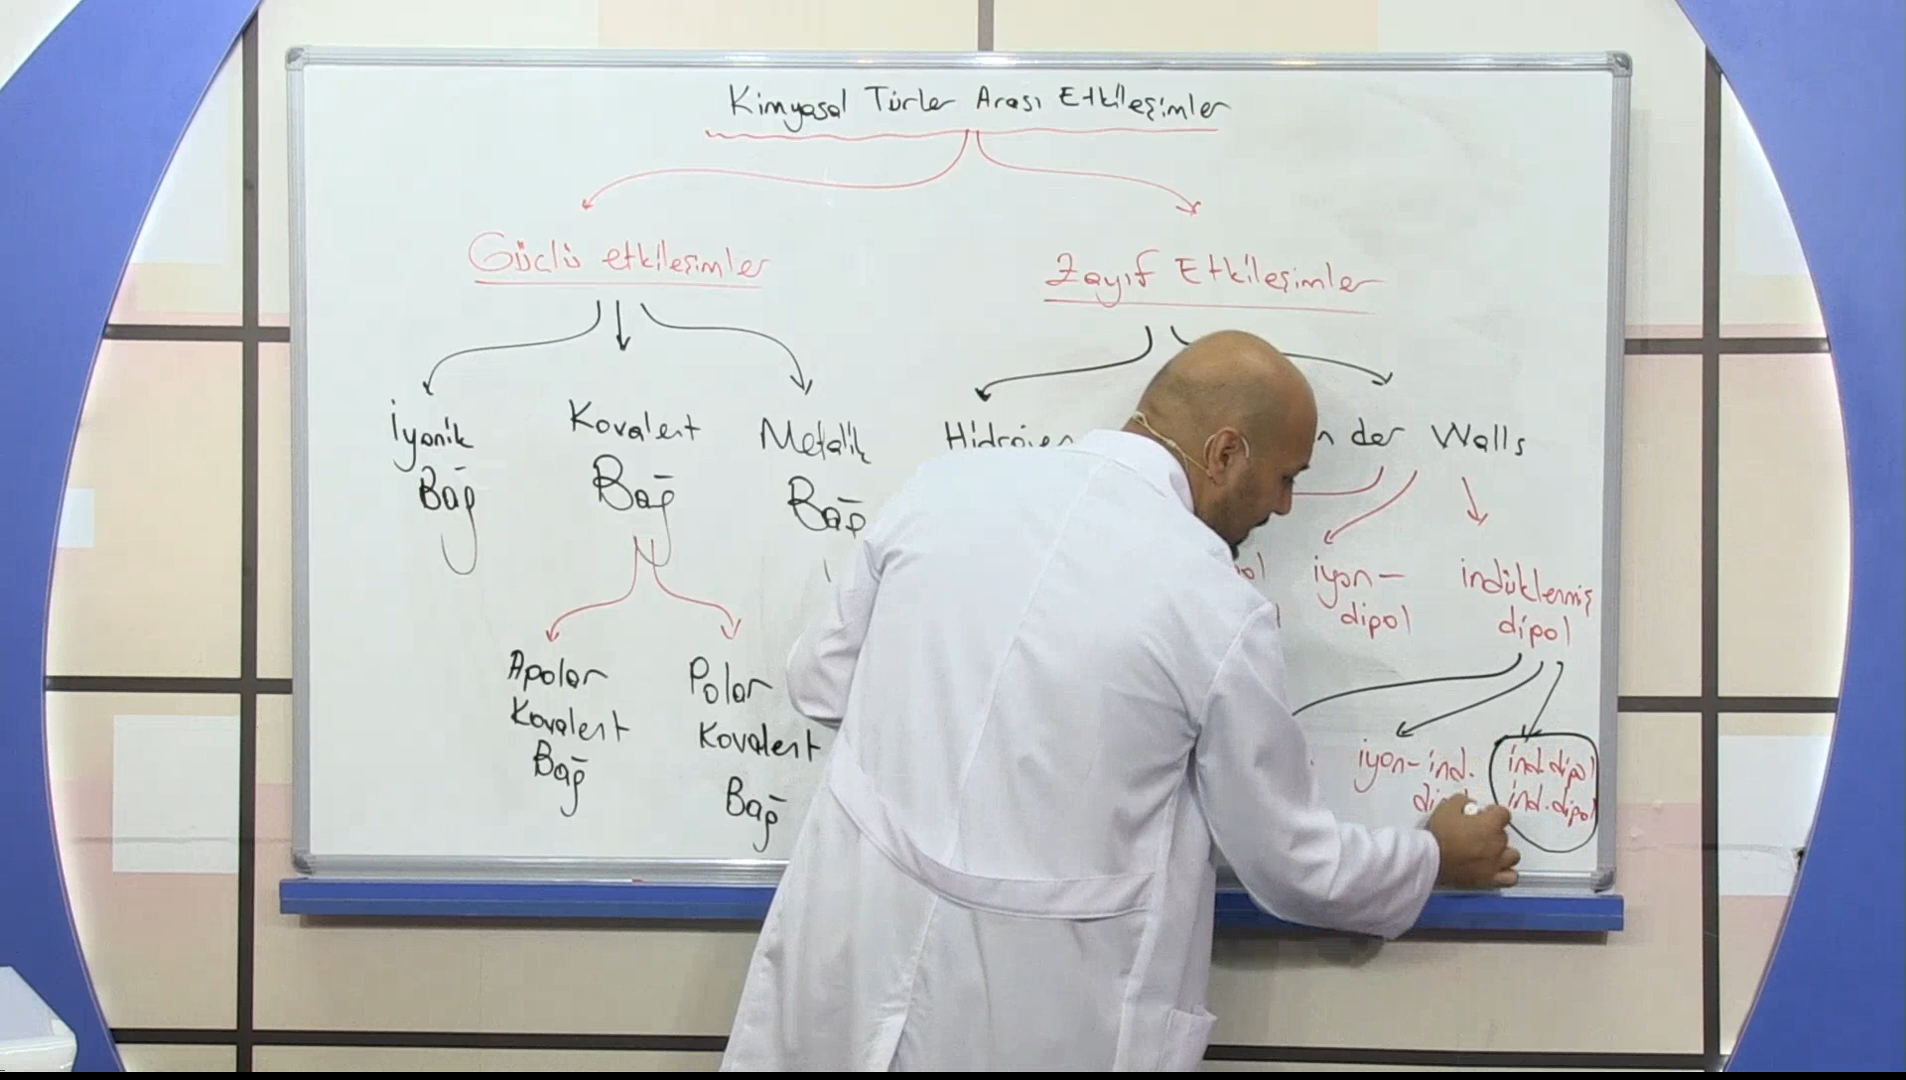 Kimyasal Türler Arası Etkileşimler
Güçlü etkileşimler
Zayıf Etkileşimler
İyonik
Bağ
Kovalent
Bağ
Metalik
Bağ
Apolar
Kovalent
Bağ
Polar
Kovalent
Bağ
der Walls
iyon-
dipol
indüklenmiş
dipol
iyon-ind.
ind.dipol
ind.dipol